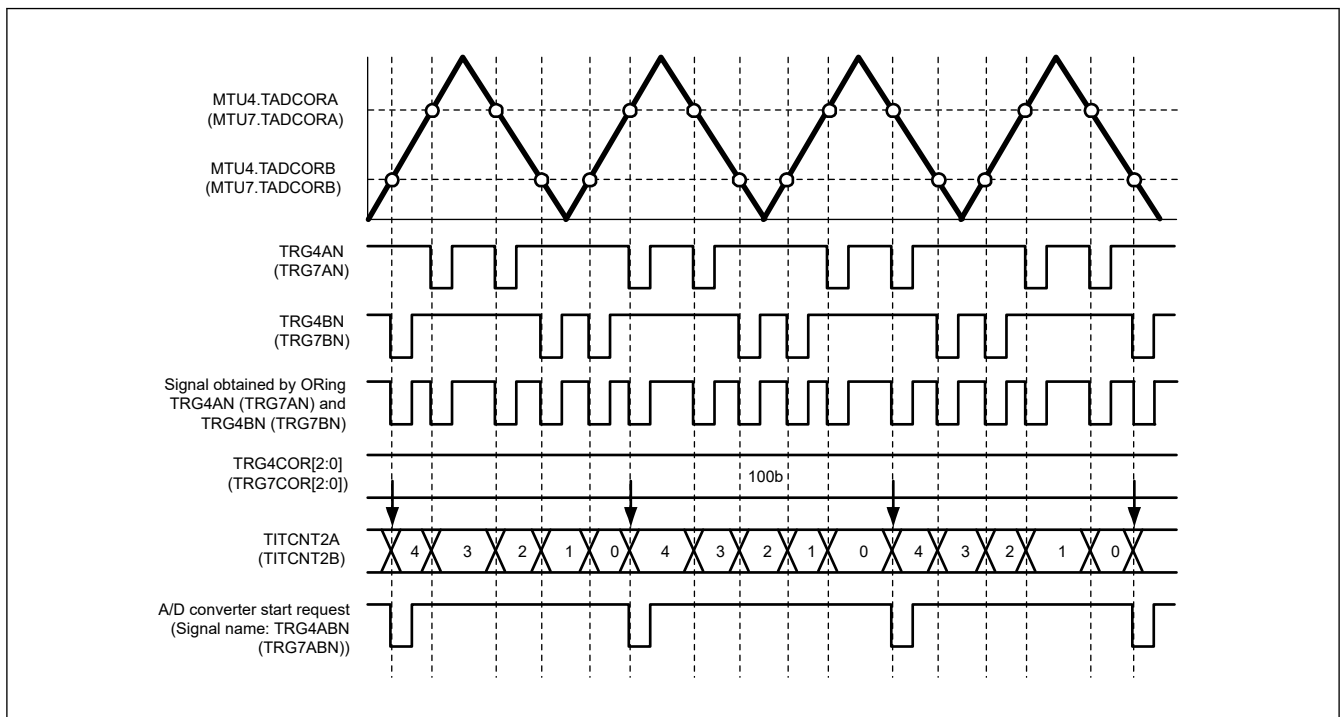 MTU4.TADCORA
(MTU7.TADCORA)
MTU4.TADCORB
(MTU7.TADCORB)
TRG4AN
(TRG7AN)
TRG4BN
(TRG7BN)
Signal obtained by ORing
TRG4AN (TRG7AN) and
TRG4BN (TRG7BN)
TRG4COR[2:0]
(TRG7COR[2:0])
100b
TITCNT2A
(TITCNT2B)
4 3 2 1 0 4 3 2 1 0 4 3 2 1 0
A/D converter start request
(Signal name: TRG4ABN
(TRG7ABN))